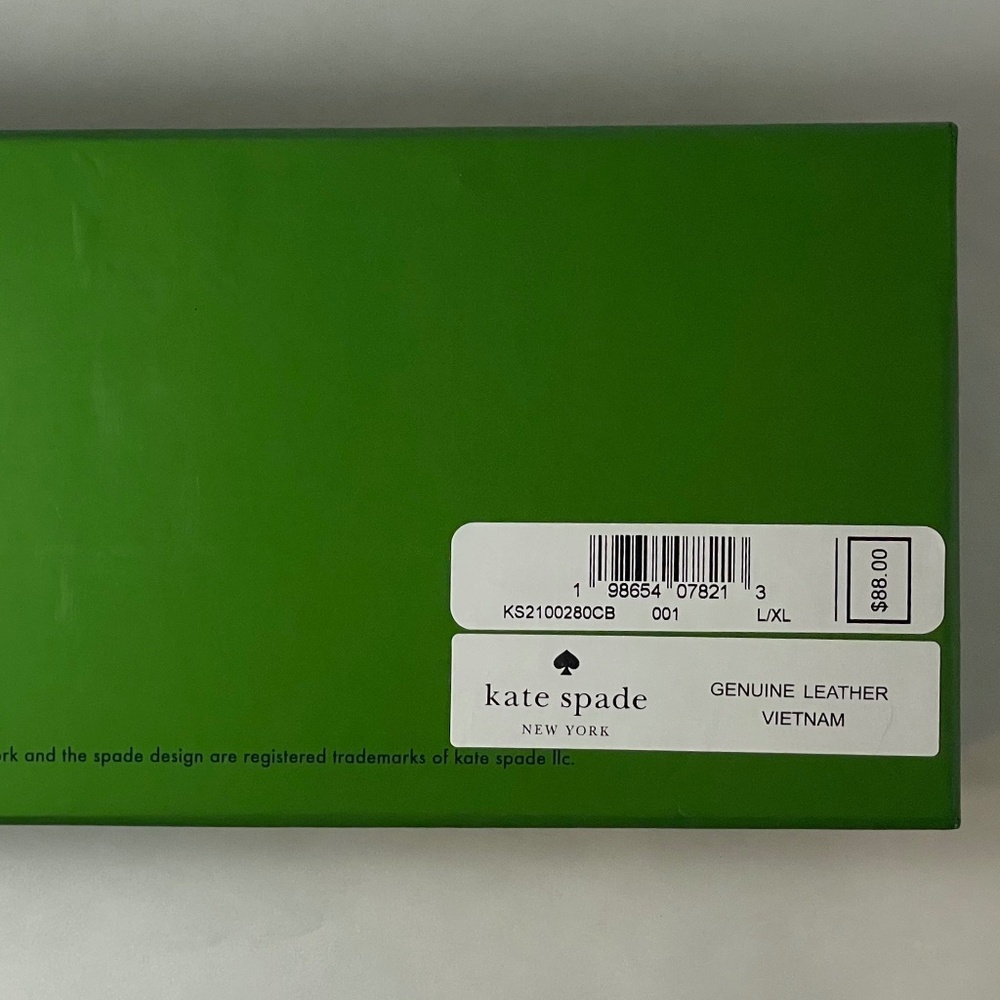 1 98654 07821 3
KS2100280CB 001 L/XL
$88.00
kate spade
NEW YORK
GENUINE LEATHER
VIETNAM
and the spade design are registered trademarks of kate spade llc.